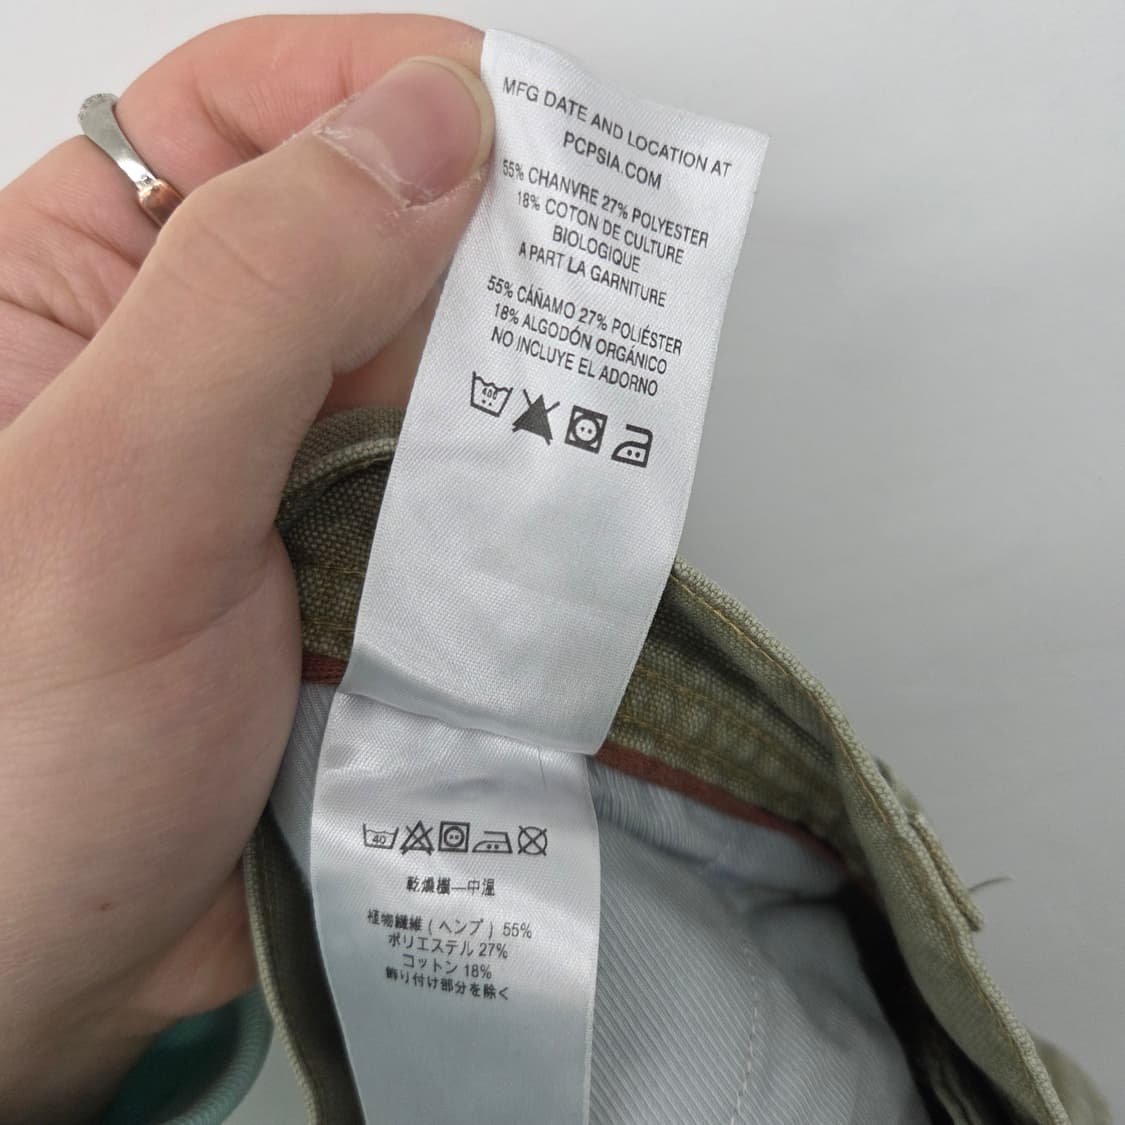 MFG DATE AND LOCATION AT
PCPSIA.COM
55% CHANVRE 27% POLYESTER
18% COTON DE CULTURE
BIOLOGIQUE
A PART LA GARNITURE
55% CÁÑAMO 27% POLIÉSTER
18% ALGODÓN ORGÁNICO
NO INCLUYE EL ADORNO
40
乾燥機—中温
植物繊維 ( ヘンプ ) 55%
ポリエステル 27%
コットン 18%
飾り付け部分を除く